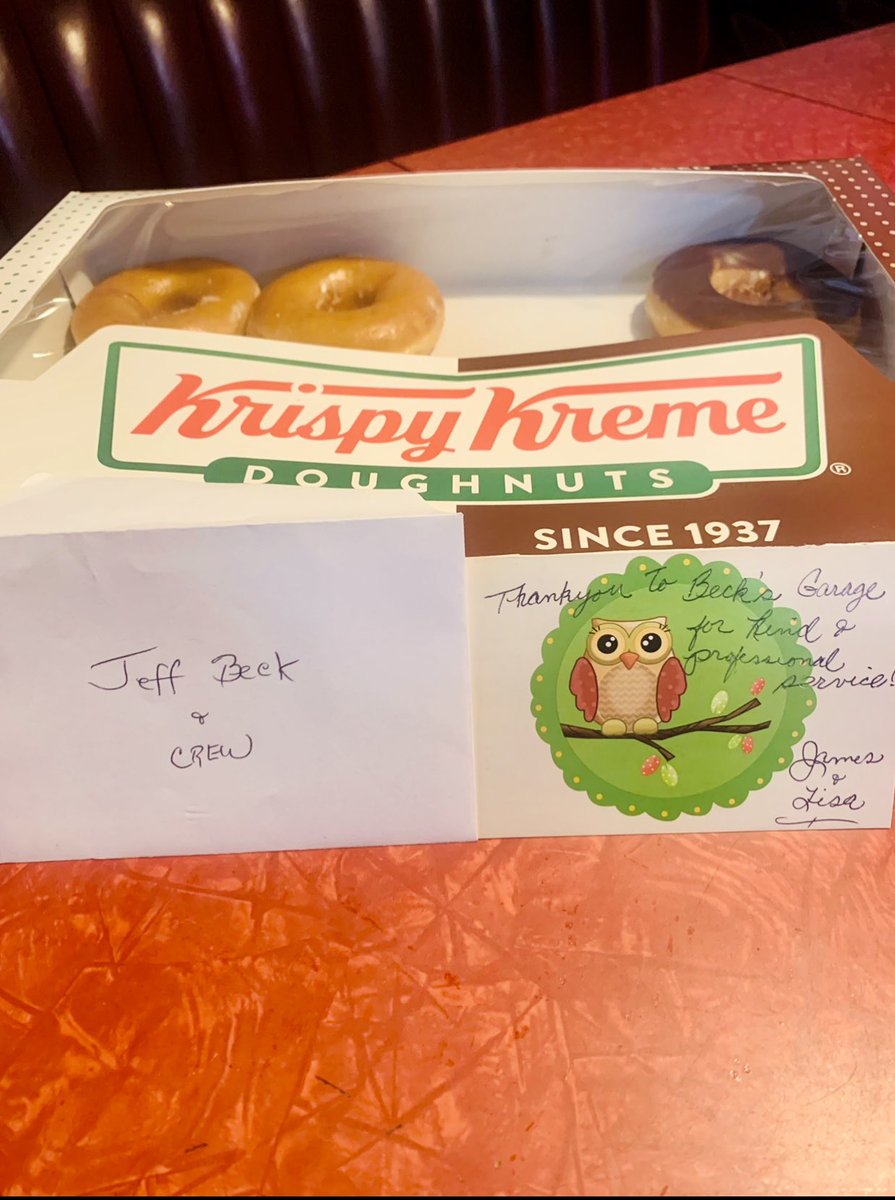 Krispy Kreme
DOUGHNUTS
®
SINCE 1937
Jeff Beck
&
CREW
Thankyou To Beck's Garage
for kind &
professional
service!
James
&
Lisa